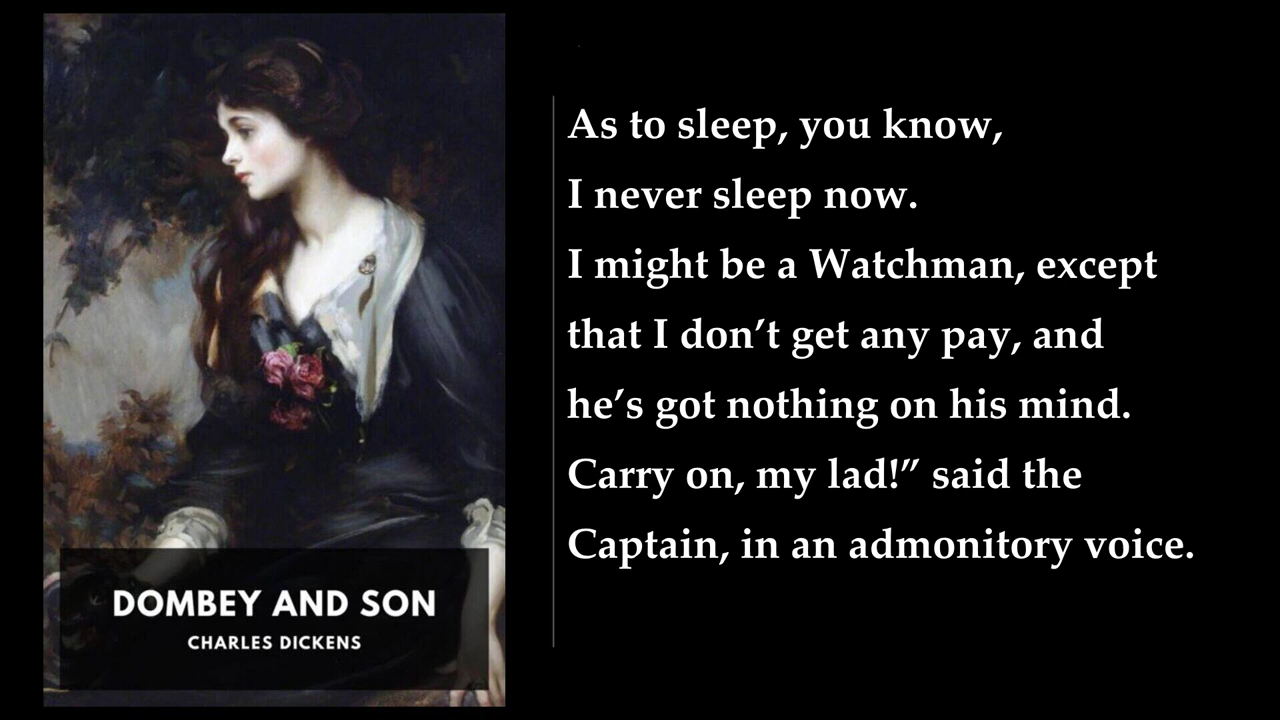 DOMBEY AND SON
CHARLES DICKENS
As to sleep, you know,
I never sleep now.
I might be a Watchman, except
that I don’t get any pay, and
he’s got nothing on his mind.
Carry on, my lad!” said the
Captain, in an admonitory voice.